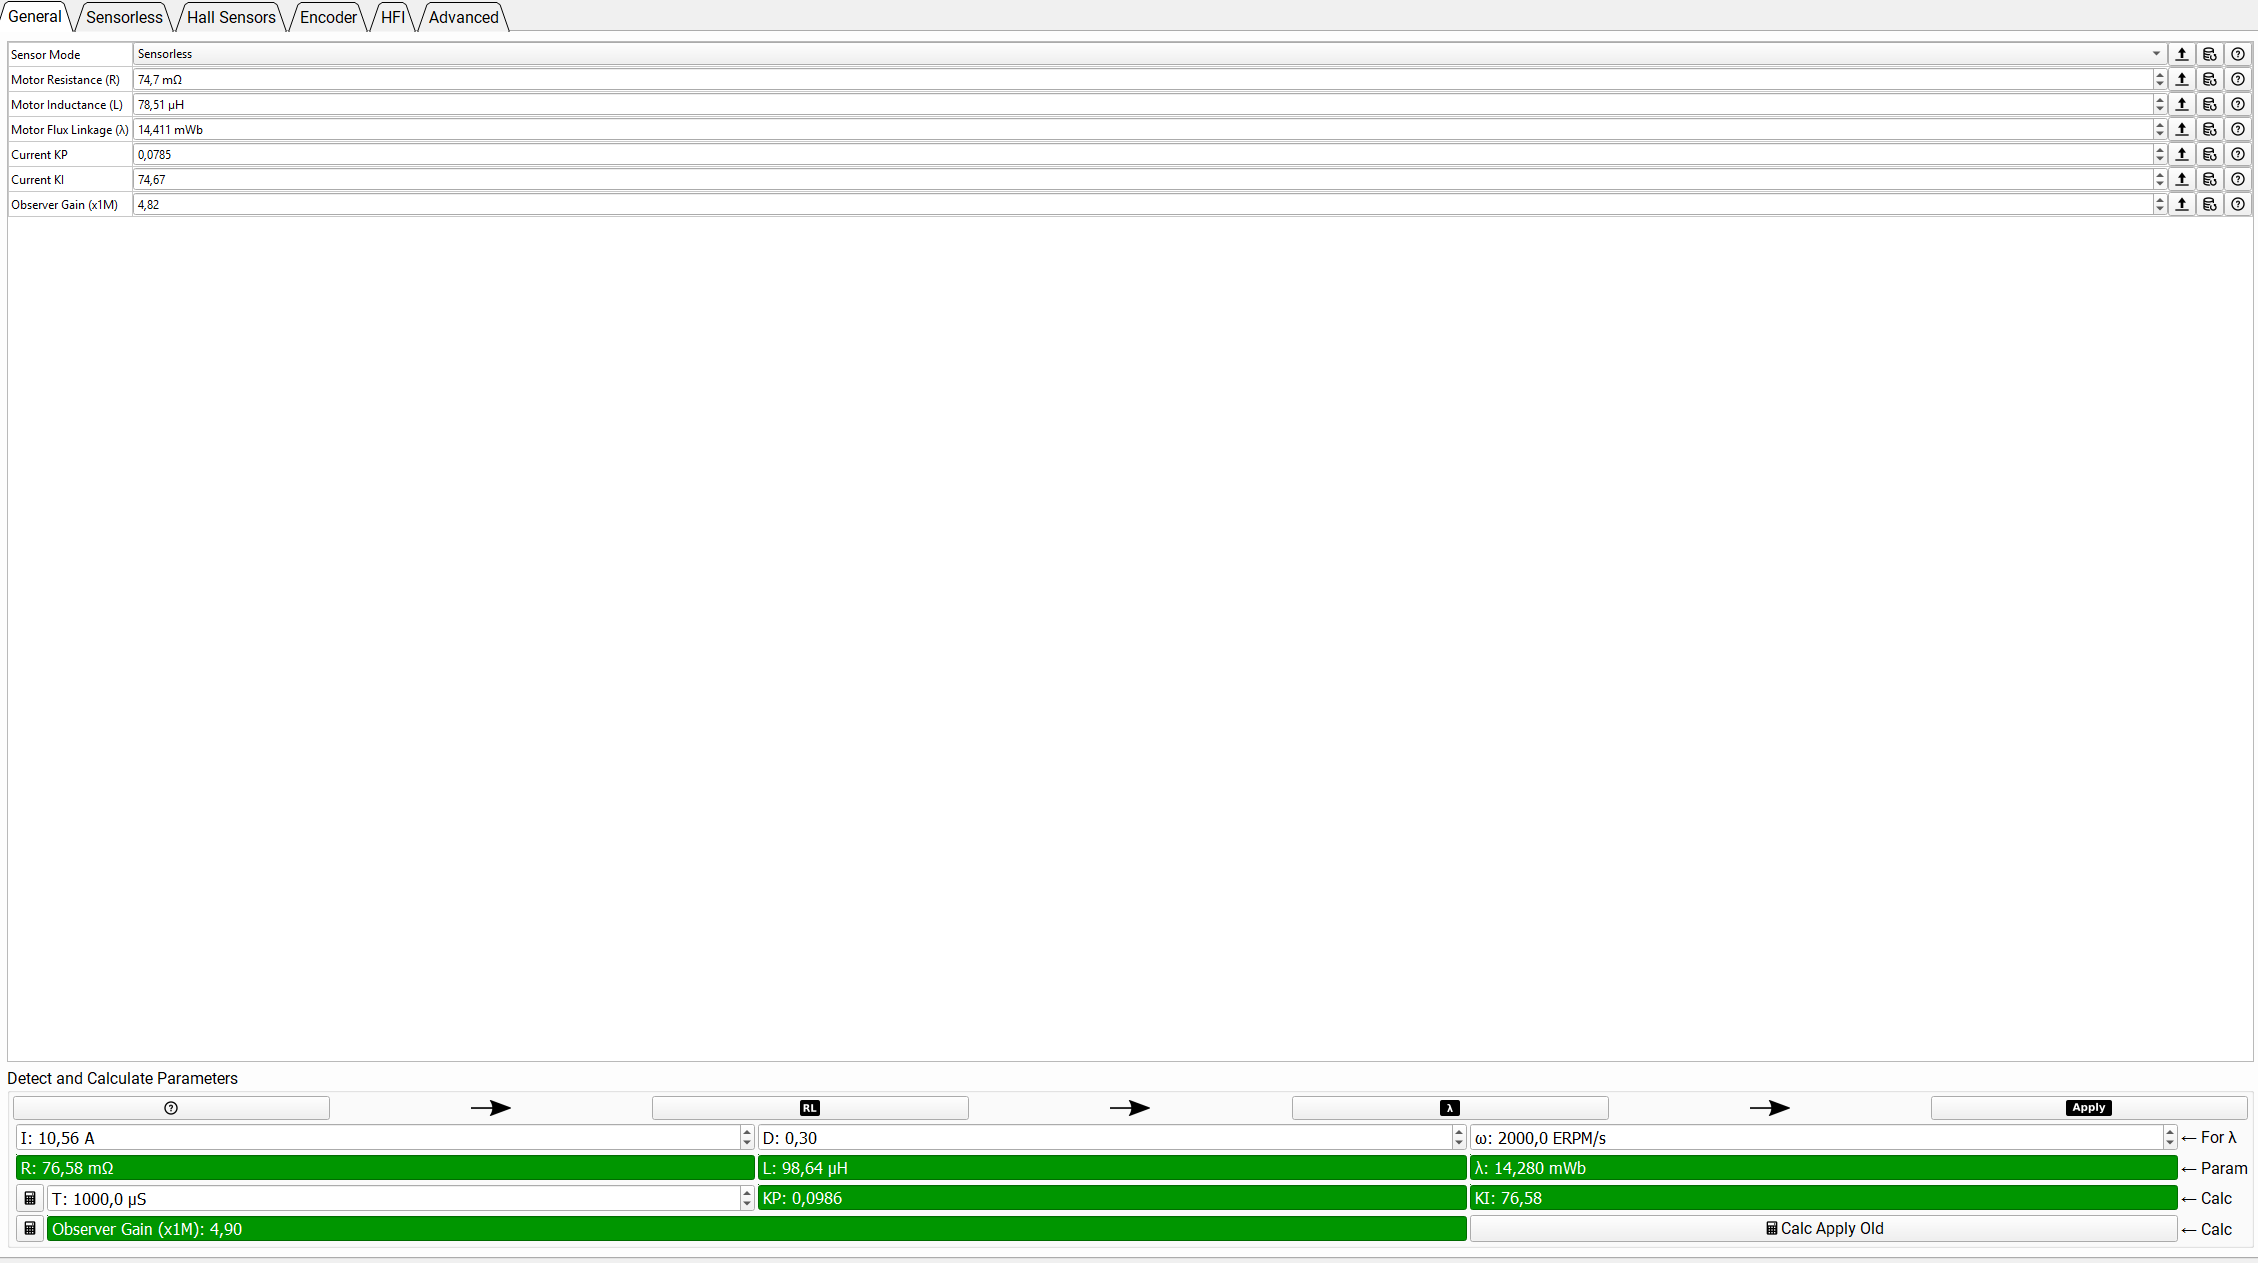 General Sensorless Hall Sensors Encoder HFI Advanced
Sensor Mode Sensorless
Motor Resistance (R) 74,7 mΩ
Motor Inductance (L) 78,51 µH
Motor Flux Linkage (λ) 14,411 mWb
Current KP 0,0785
Current KI 74,67
Observer Gain (x1M) 4,82
Detect and Calculate Parameters
RL λ Apply
I: 10,56 A D: 0,30 ω: 2000,0 ERPM/s ← For λ
R: 76,58 mΩ L: 98,64 µH λ: 14,280 mWb ← Param
T: 1000,0 µS KP: 0,0986 KI: 76,58 ← Calc
Observer Gain (x1M): 4,90 Calc Apply Old ← Calc